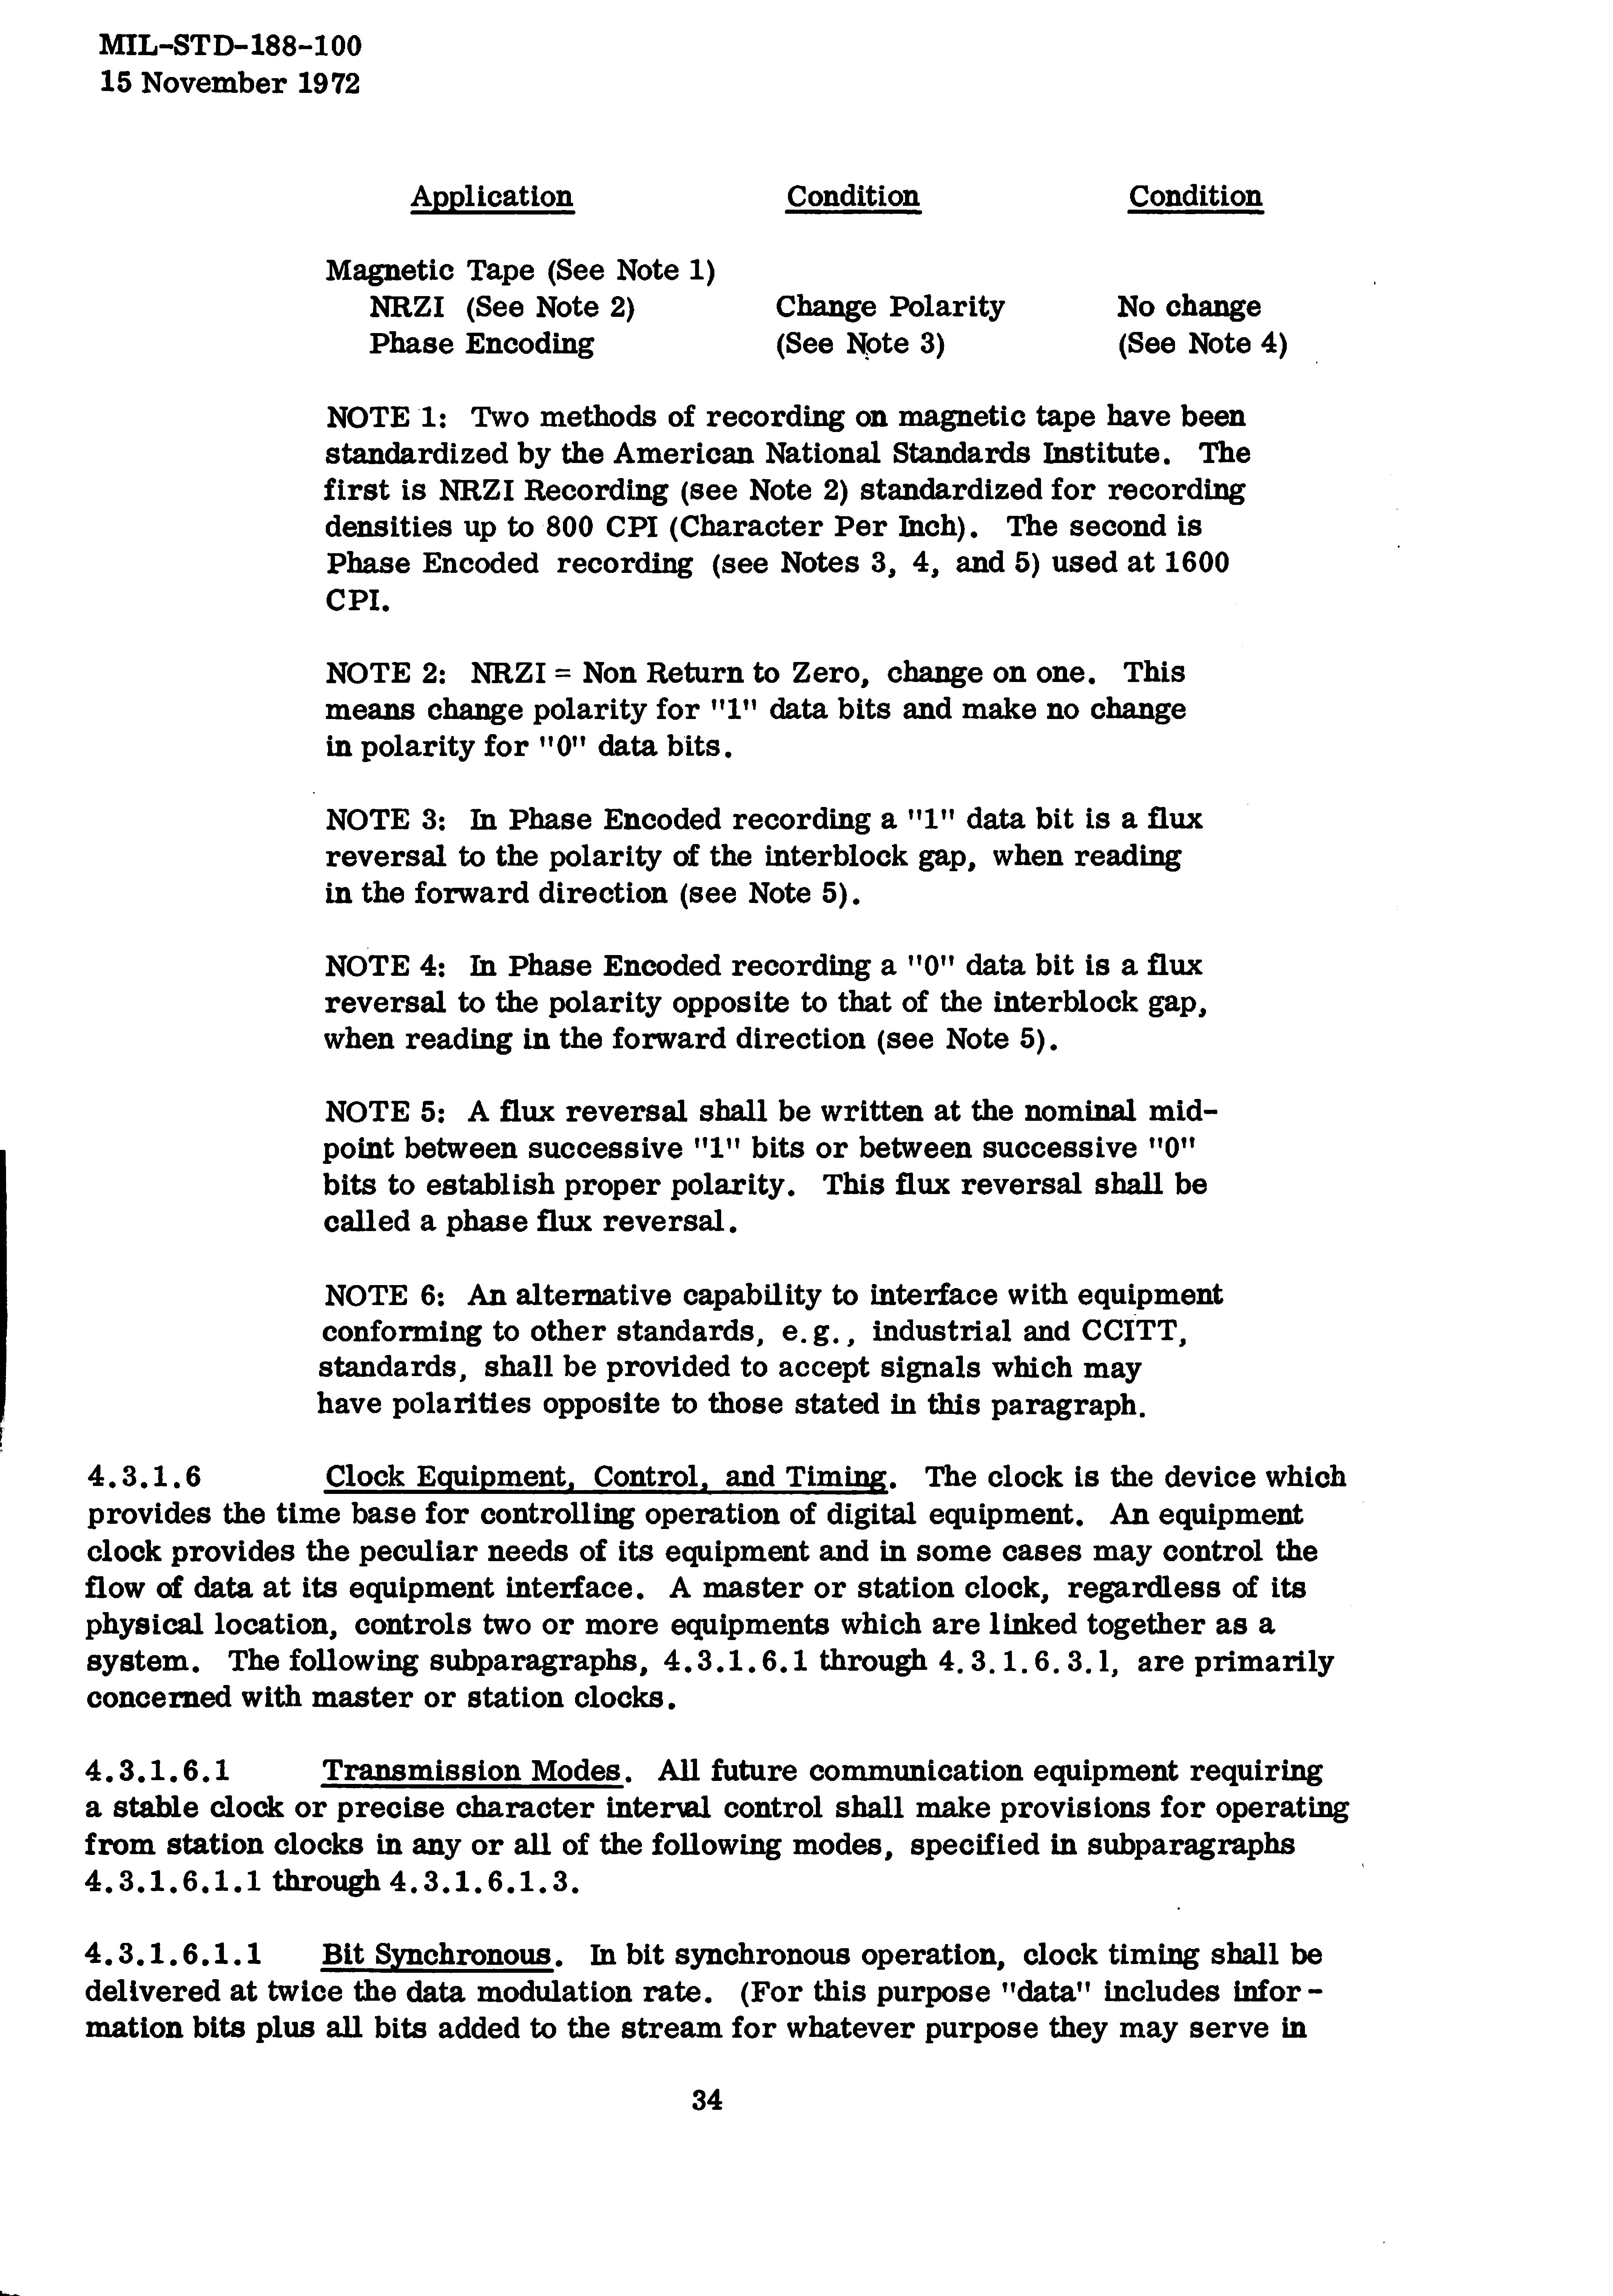 MIL-STD-188-100
15 November 1972
Application Condition Condition
Magnetic Tape (See Note 1)
NRZI (See Note 2) Change Polarity No change
Phase Encoding (See Note 3) (See Note 4)
NOTE 1: Two methods of recording on magnetic tape have been
standardized by the American National Standards Institute. The
first is NRZI Recording (see Note 2) standardized for recording
densities up to 800 CPI (Character Per Inch). The second is
Phase Encoded recording (see Notes 3, 4, and 5) used at 1600
CPI.
NOTE 2: NRZI = Non Return to Zero, change on one. This
means change polarity for "1" data bits and make no change
in polarity for "0" data bits.
NOTE 3: In Phase Encoded recording a "1" data bit is a flux
reversal to the polarity of the interblock gap, when reading
in the forward direction (see Note 5).
NOTE 4: In Phase Encoded recording a "0" data bit is a flux
reversal to the polarity opposite to that of the interblock gap,
when reading in the forward direction (see Note 5).
NOTE 5: A flux reversal shall be written at the nominal mid-
point between successive "1" bits or between successive "0"
bits to establish proper polarity. This flux reversal shall be
called a phase flux reversal.
NOTE 6: An alternative capability to interface with equipment
conforming to other standards, e.g., industrial and CCITT,
standards, shall be provided to accept signals which may
have polarities opposite to those stated in this paragraph.
4.3.1.6 Clock Equipment, Control, and Timing. The clock is the device which
provides the time base for controlling operation of digital equipment. An equipment
clock provides the peculiar needs of its equipment and in some cases may control the
flow of data at its equipment interface. A master or station clock, regardless of its
physical location, controls two or more equipments which are linked together as a
system. The following subparagraphs, 4.3.1.6.1 through 4.3.1.6.3.1, are primarily
concerned with master or station clocks.
4.3.1.6.1 Transmission Modes. All future communication equipment requiring
a stable clock or precise character interval control shall make provisions for operating
from station clocks in any or all of the following modes, specified in subparagraphs
4.3.1.6.1.1 through 4.3.1.6.1.3.
4.3.1.6.1.1 Bit Synchronous. In bit synchronous operation, clock timing shall be
delivered at twice the data modulation rate. (For this purpose "data" includes infor-
mation bits plus all bits added to the stream for whatever purpose they may serve in
34